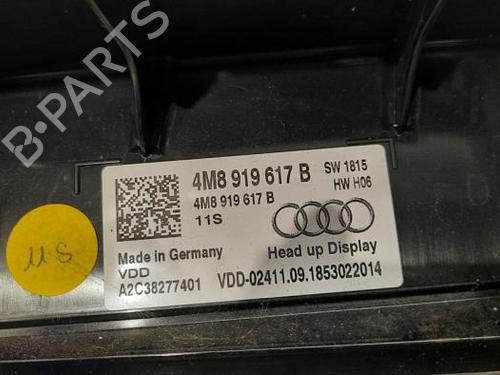 B-PARTS
4M8 919 617 B
SW 1815
4M8 919 617 B
HW H06
11S
Made in Germany
Head up Display
VDD
A2C38277401
VDD-02411.09.1853022014
11S